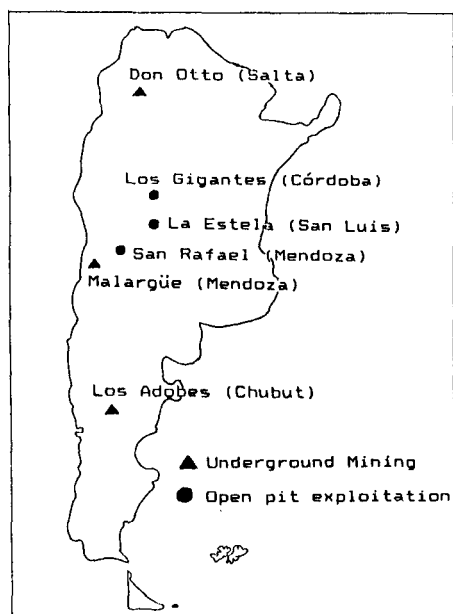 Don Otto (Salta)
Los Gigantes (Córdoba)
La Estela (San Luis)
San Rafael (Mendoza)
Malargüe (Mendoza)
Los Adobes (Chubut)
Underground Mining
Open pit exploitation